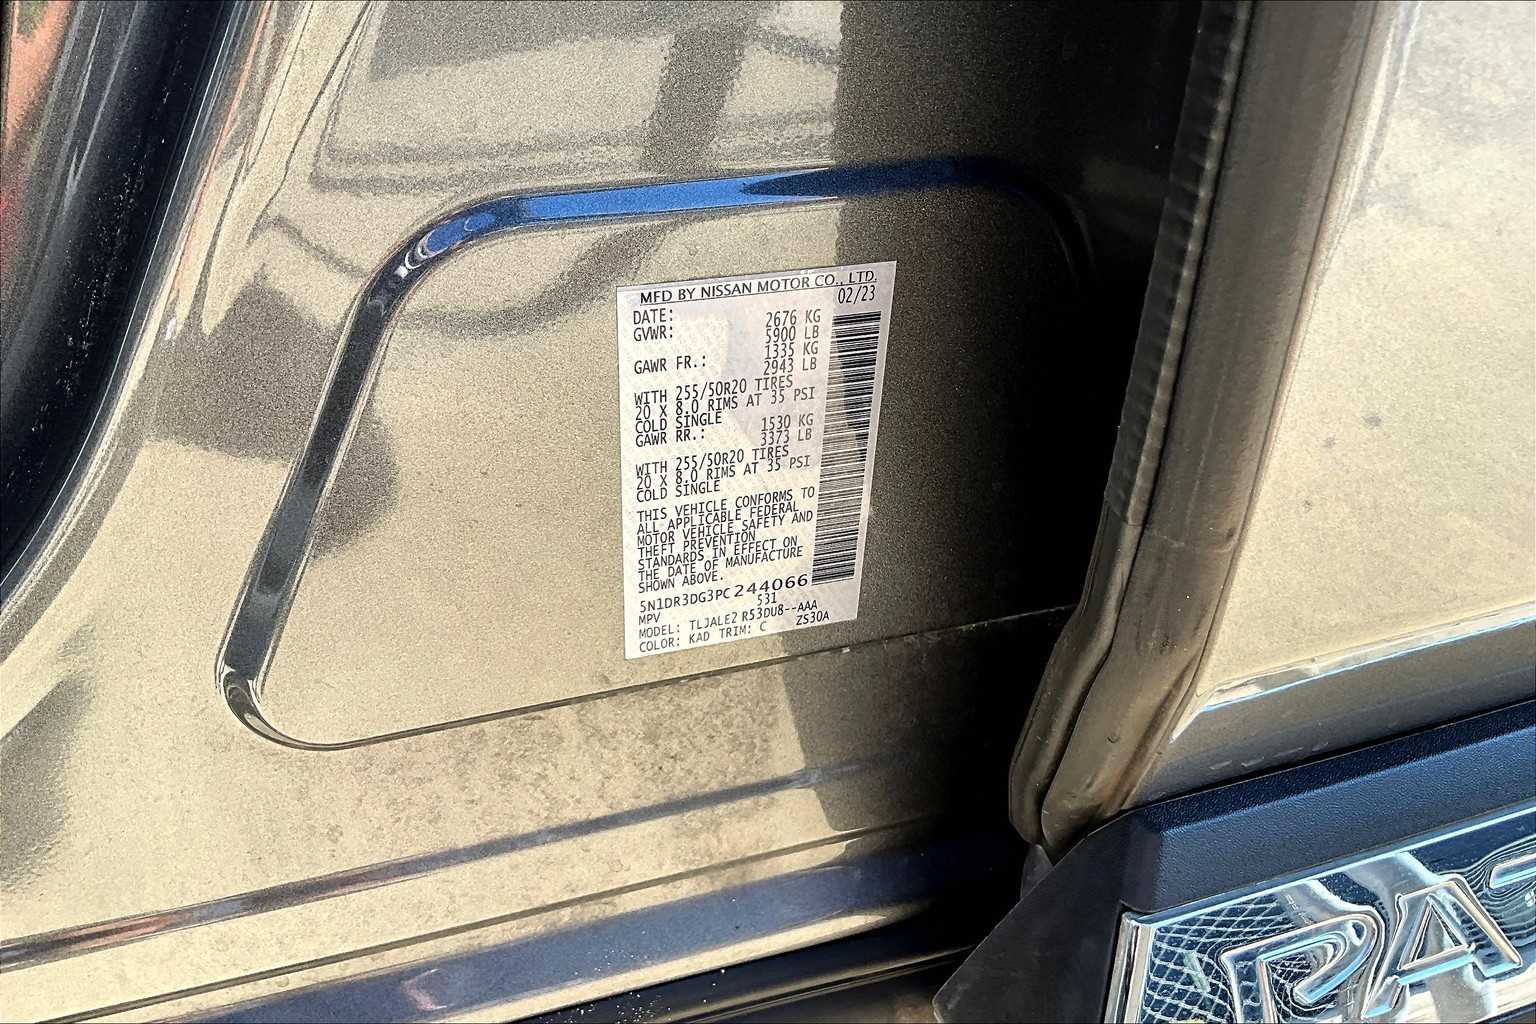 MFD BY NISSAN MOTOR CO., LTD.
DATE: 02/23
GVWR: 2676 KG
5900 LB
GAWR FR.: 1335 KG
2943 LB
WITH 255/50R20 TIRES
20 X 8.0 RIMS AT 35 PSI
COLD SINGLE
GAWR RR.: 1530 KG
3373 LB
WITH 255/50R20 TIRES
20 X 8.0 RIMS AT 35 PSI
COLD SINGLE
THIS VEHICLE CONFORMS TO
ALL APPLICABLE FEDERAL
MOTOR VEHICLE SAFETY AND
THEFT PREVENTION
STANDARDS IN EFFECT ON
THE DATE OF MANUFACTURE
SHOWN ABOVE.
5N1DR3DG3PC244066
MPV 531
MODEL: TLJALE2 R53DU8--AAA
COLOR: KAD TRIM: C ZS30A
PAT